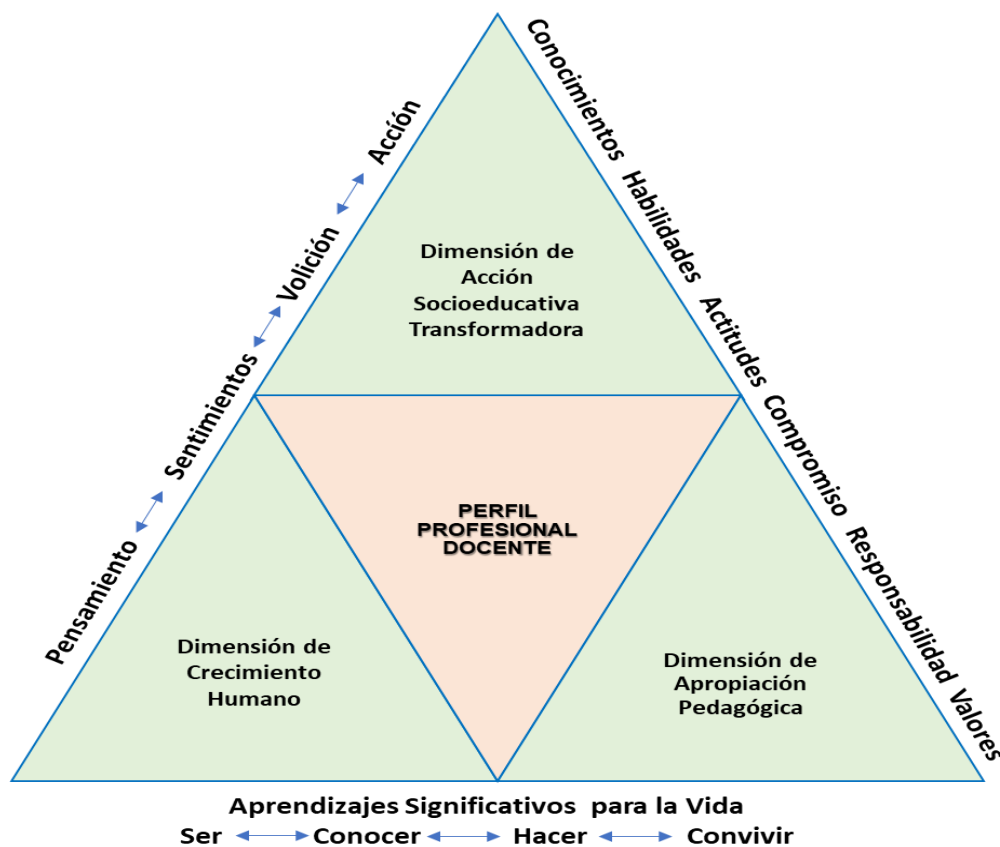 Conocimientos Habilidades Actitudes Compromiso Responsabilidad Valores
Pensamiento Sentimientos Volición Acción
Dimensión de
Acción
Socioeducativa
Transformadora
PERFIL
PROFESIONAL
DOCENTE
Dimensión de
Crecimiento
Humano
Dimensión de
Apropiación
Pedagógica
Aprendizajes Significativos para la Vida
Ser Conocer Hacer Convivir